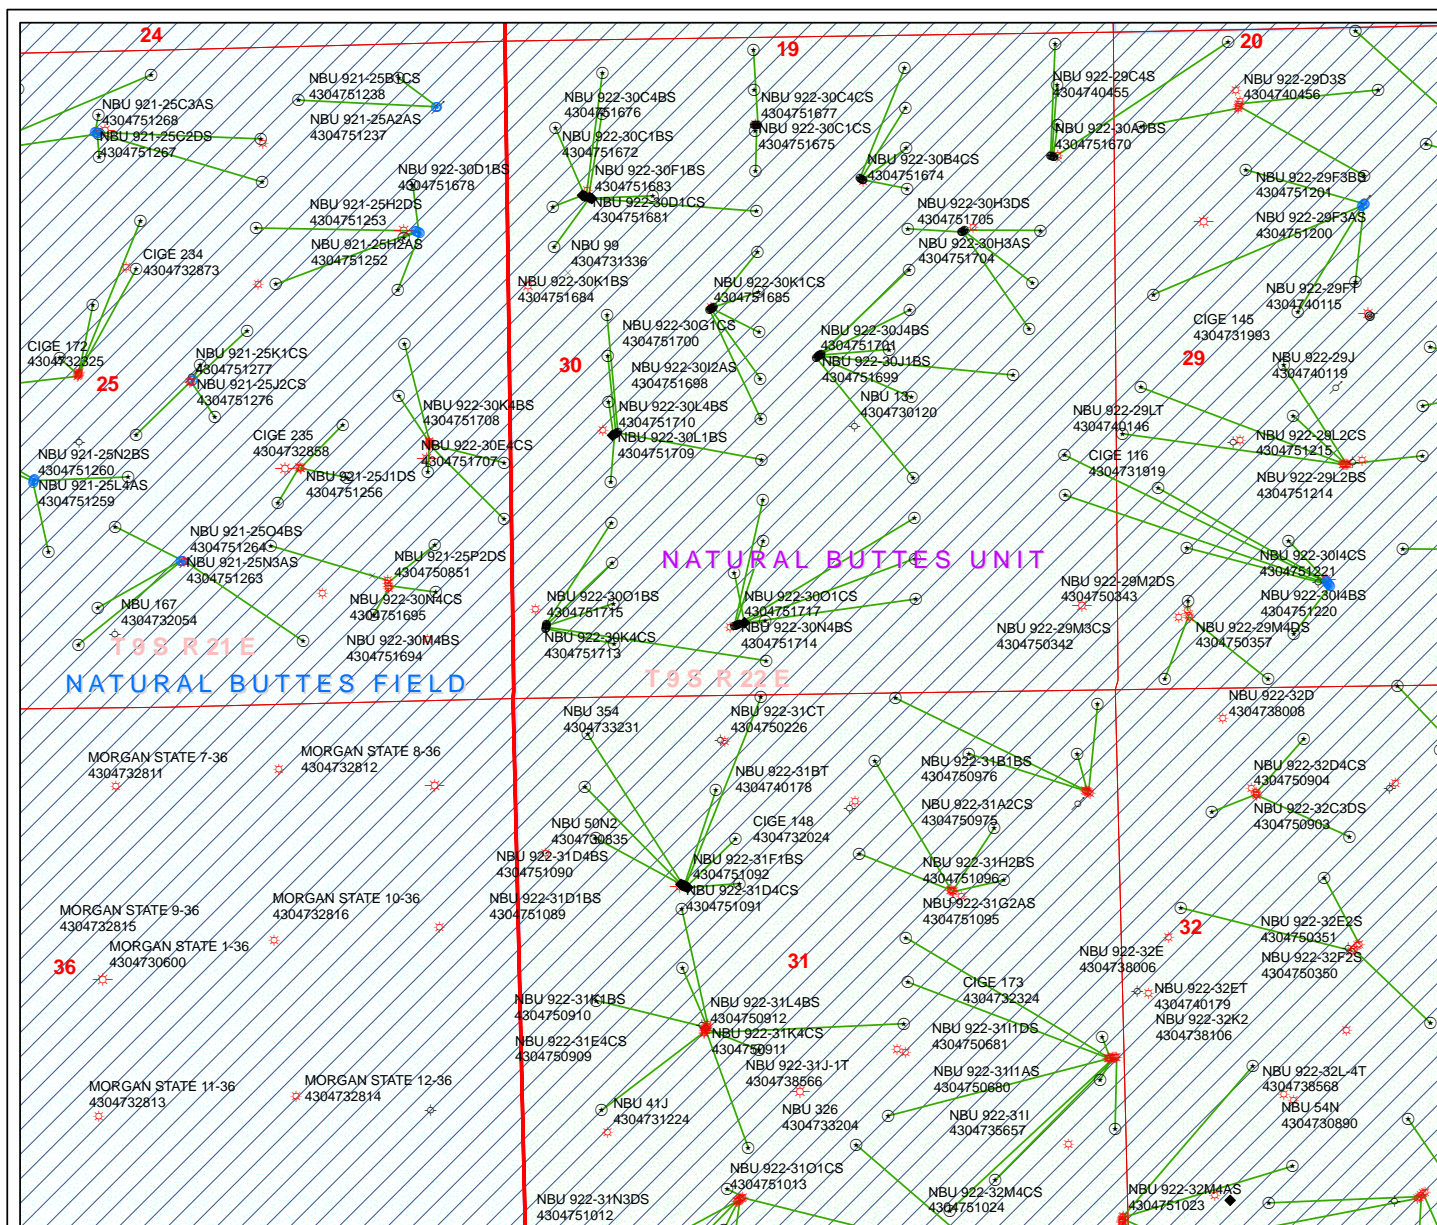 24
19
20
NBU 921-25B1CS
4304751238
NBU 921-25A2AS
4304751237
NBU 921-25C3AS
4304751268
NBU 921-25C2DS
4304751267
NBU 922-30C4BS
4304751676
NBU 922-30C1BS
4304751672
NBU 922-30C4CS
4304751677
NBU 922-30C1CS
4304751675
NBU 922-29C4S
4304740455
NBU 922-29D3S
4304740456
NBU 922-30A1BS
4304751670
NBU 922-30B4CS
4304751674
NBU 922-30D1BS
4304751678
NBU 922-30F1BS
4304751683
NBU 922-30D1CS
4304751681
NBU 922-29F3BS
4304751201
NBU 922-29F3AS
4304751200
NBU 921-25H2DS
4304751253
NBU 921-25H2AS
4304751252
NBU 922-30H3DS
4304751705
NBU 922-30H3AS
4304751704
CIGE 234
4304732873
NBU 99
4304731336
NBU 922-30K1BS
4304751684
NBU 922-30K1CS
4304751685
NBU 922-29FT
4304740115
CIGE 145
4304731993
NBU 922-30G1CS
4304751700
NBU 922-30J4BS
4304751701
NBU 922-30J1BS
4304751699
CIGE 172
4304732325
25
NBU 921-25K1CS
4304751277
NBU 921-25J2CS
4304751276
30
NBU 922-30I2AS
4304751698
29
NBU 922-29J
4304740119
NBU 13
4304730120
NBU 922-30K4BS
4304751708
NBU 922-30E4CS
4304751707
NBU 922-30L4BS
4304751710
NBU 922-30L1BS
4304751709
NBU 922-29LT
4304740146
NBU 922-29L2CS
4304751215
NBU 922-29L2BS
4304751214
CIGE 235
4304732858
NBU 921-25J1DS
4304751256
CIGE 116
4304731919
NBU 921-25N2BS
4304751260
NBU 921-25L4AS
4304751259
NBU 921-25O4BS
4304751264
NBU 921-25N3AS
4304751263
NBU 921-25P2DS
4304750851
NBU 922-30N4CS
4304751695
NBU 922-30M4BS
4304751694
NATURAL BUTTES UNIT
NBU 922-30I4CS
4304751221
NBU 922-30I4BS
4304751220
NBU 922-29M2DS
4304750343
NBU 922-29M3CS
4304750342
NBU 922-29M4DS
4304750357
NBU 167
4304732054
NBU 922-30O1BS
4304751715
NBU 922-30K4CS
4304751713
NBU 922-30O1CS
4304751717
NBU 922-30N4BS
4304751714
T 9 S R 21 E
T 9 S R 22 E
NATURAL BUTTES FIELD
NBU 922-32D
4304738008
NBU 354
4304733231
NBU 922-31CT
4304750226
MORGAN STATE 7-36
4304732811
MORGAN STATE 8-36
4304732812
NBU 922-31BT
4304740178
NBU 922-31B1BS
4304750976
NBU 922-31A2CS
4304750975
NBU 922-32D4CS
4304750904
NBU 922-32C3DS
4304750903
NBU 50N2
4304730835
CIGE 148
4304732024
NBU 922-31D4BS
4304751090
NBU 922-31F1BS
4304751092
NBU 922-31D4CS
4304751091
NBU 922-31D1BS
4304751089
NBU 922-31H2BS
4304751096
NBU 922-31G2AS
4304751095
MORGAN STATE 9-36
4304732815
MORGAN STATE 10-36
4304732816
MORGAN STATE 1-36
4304730600
36
31
32
NBU 922-32E2S
4304750351
NBU 922-32F2S
4304750350
NBU 922-32E
4304738006
NBU 922-32ET
4304740179
NBU 922-32K2
4304738106
CIGE 173
4304732324
NBU 922-31K1BS
4304750910
NBU 922-31E4CS
4304750909
NBU 922-31L4BS
4304750912
NBU 922-31K4CS
4304750911
NBU 922-31I1DS
4304750681
NBU 922-31I1AS
4304750680
NBU 922-31J-1T
4304738566
NBU 922-32L-4T
4304738568
MORGAN STATE 11-36
4304732813
MORGAN STATE 12-36
4304732814
NBU 41J
4304731224
NBU 326
4304733204
NBU 922-31I
4304735657
NBU 54N
4304730890
NBU 922-31O1CS
4304751013
NBU 922-31N3DS
4304751012
NBU 922-32M4CS
4304751024
NBU 922-32M4AS
4304751023